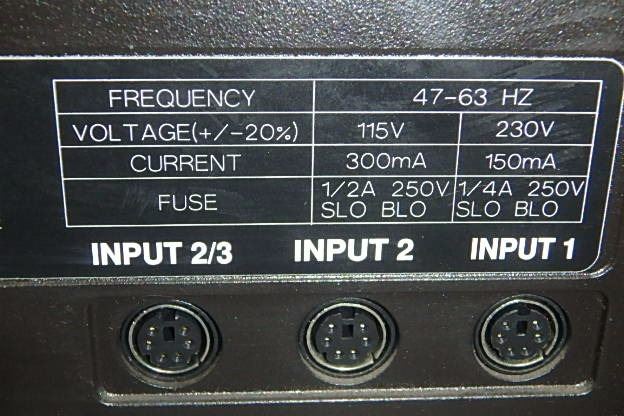 FREQUENCY 47-63 HZ
VOLTAGE(+/-20%) 115V 230V
CURRENT 300mA 150mA
FUSE 1/2A 250V SLO BLO 1/4A 250V SLO BLO
INPUT 2/3 INPUT 2 INPUT 1